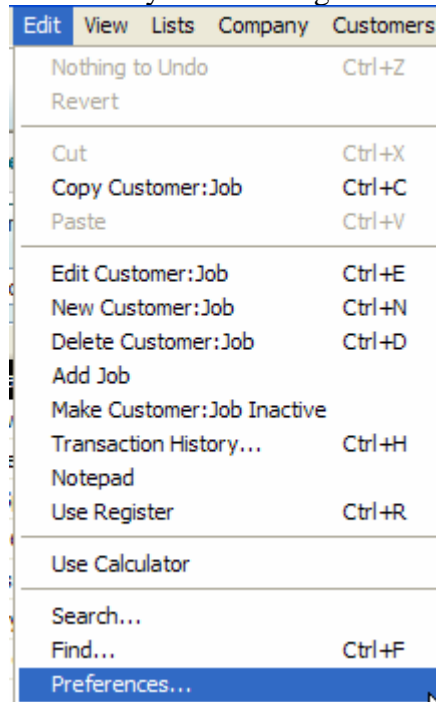 Edit View Lists Company Customers
Nothing to Undo Ctrl+Z
Revert
Cut Ctrl+X
Copy Customer:Job Ctrl+C
Paste Ctrl+V
Edit Customer:Job Ctrl+E
New Customer:Job Ctrl+N
Delete Customer:Job Ctrl+D
Add Job
Make Customer:Job Inactive
Transaction History... Ctrl+H
Notepad
Use Register Ctrl+R
Use Calculator
Search...
Find... Ctrl+F
Preferences...